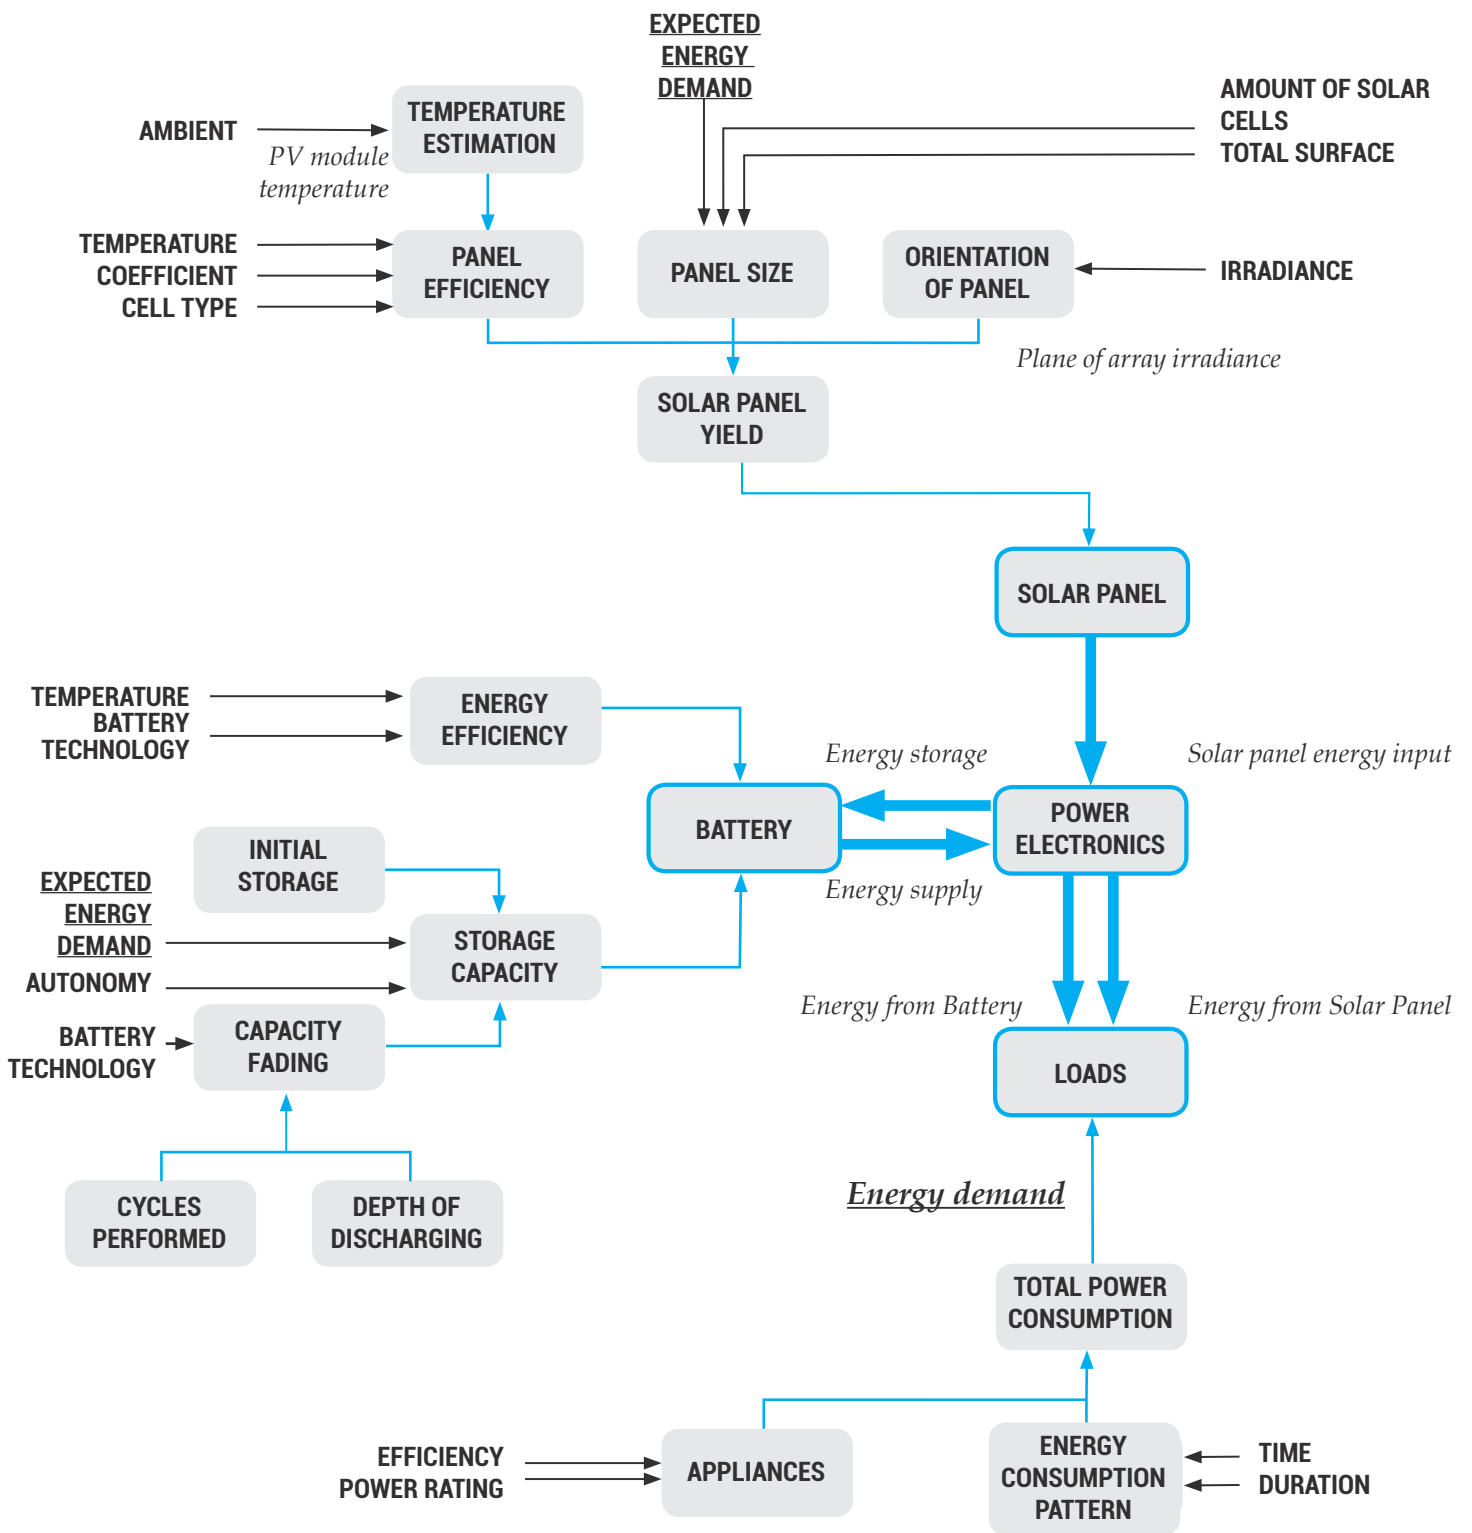 EXPECTED
ENERGY
DEMAND
AMOUNT OF SOLAR
CELLS
TOTAL SURFACE
AMBIENT
TEMPERATURE
ESTIMATION
PV module
temperature
TEMPERATURE
COEFFICIENT
CELL TYPE
PANEL
EFFICIENCY
PANEL SIZE
ORIENTATION
OF PANEL
IRRADIANCE
Plane of array irradiance
SOLAR PANEL
YIELD
SOLAR PANEL
TEMPERATURE
BATTERY
TECHNOLOGY
ENERGY
EFFICIENCY
Energy storage
Solar panel energy input
BATTERY
POWER
ELECTRONICS
Energy supply
INITIAL
STORAGE
EXPECTED
ENERGY
DEMAND
AUTONOMY
STORAGE
CAPACITY
BATTERY
TECHNOLOGY
CAPACITY
FADING
Energy from Battery
Energy from Solar Panel
LOADS
CYCLES
PERFORMED
DEPTH OF
DISCHARGING
Energy demand
TOTAL POWER
CONSUMPTION
EFFICIENCY
POWER RATING
APPLIANCES
ENERGY
CONSUMPTION
PATTERN
TIME
DURATION